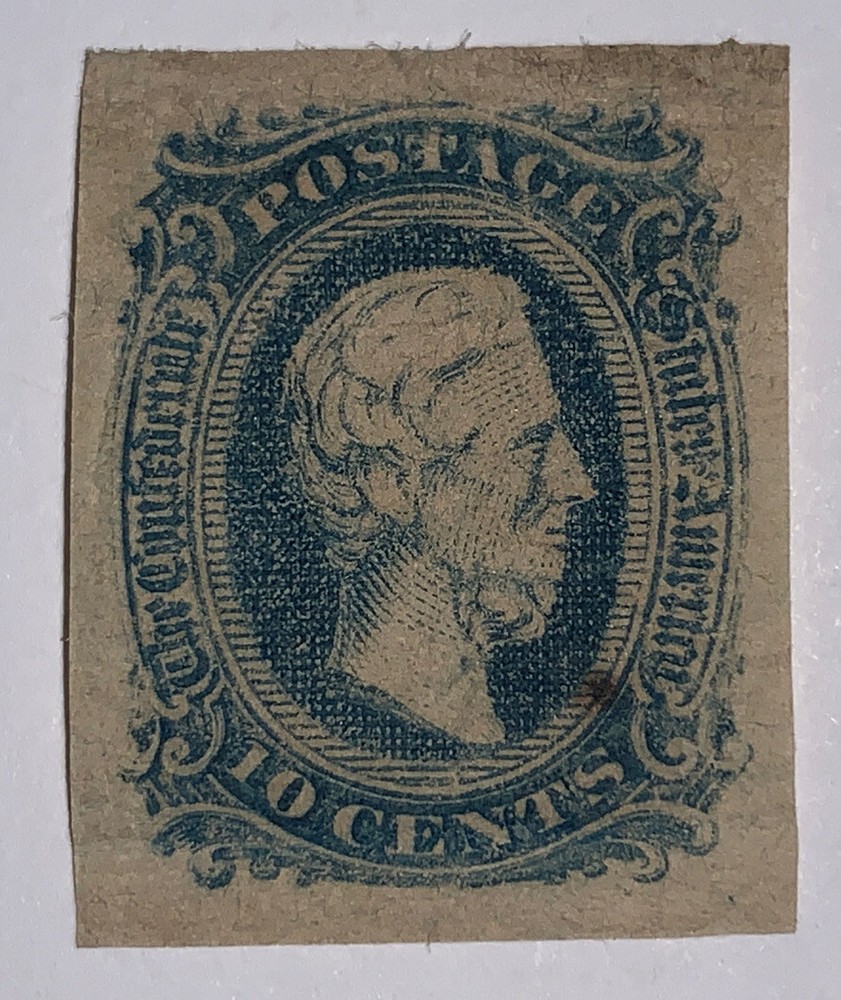 POSTAGE
The Confederate
States of America
10 CENTS